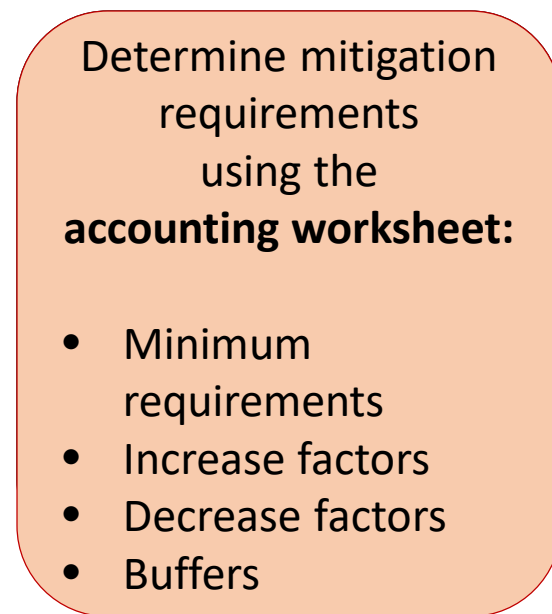 Determine mitigation
requirements
using the
accounting worksheet:
• Minimum
requirements
• Increase factors
• Decrease factors
• Buffers